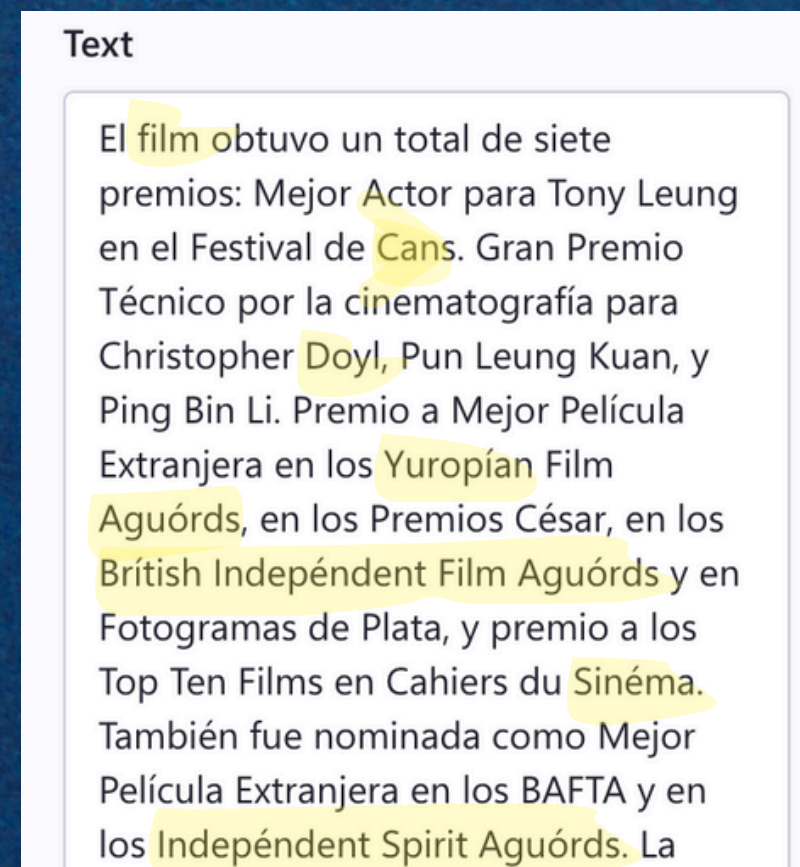 Text
El film obtuvo un total de siete
premios: Mejor Actor para Tony Leung
en el Festival de Cans. Gran Premio
Técnico por la cinematografía para
Christopher Doyl, Pun Leung Kuan, y
Ping Bin Li. Premio a Mejor Película
Extranjera en los Yuropían Film
Aguórds, en los Premios César, en los
Brítish Indepéndent Film Aguórds y en
Fotogramas de Plata, y premio a los
Top Ten Films en Cahiers du Sinéma.
También fue nominada como Mejor
Película Extranjera en los BAFTA y en
los Indepéndent Spirit Aguórds. La